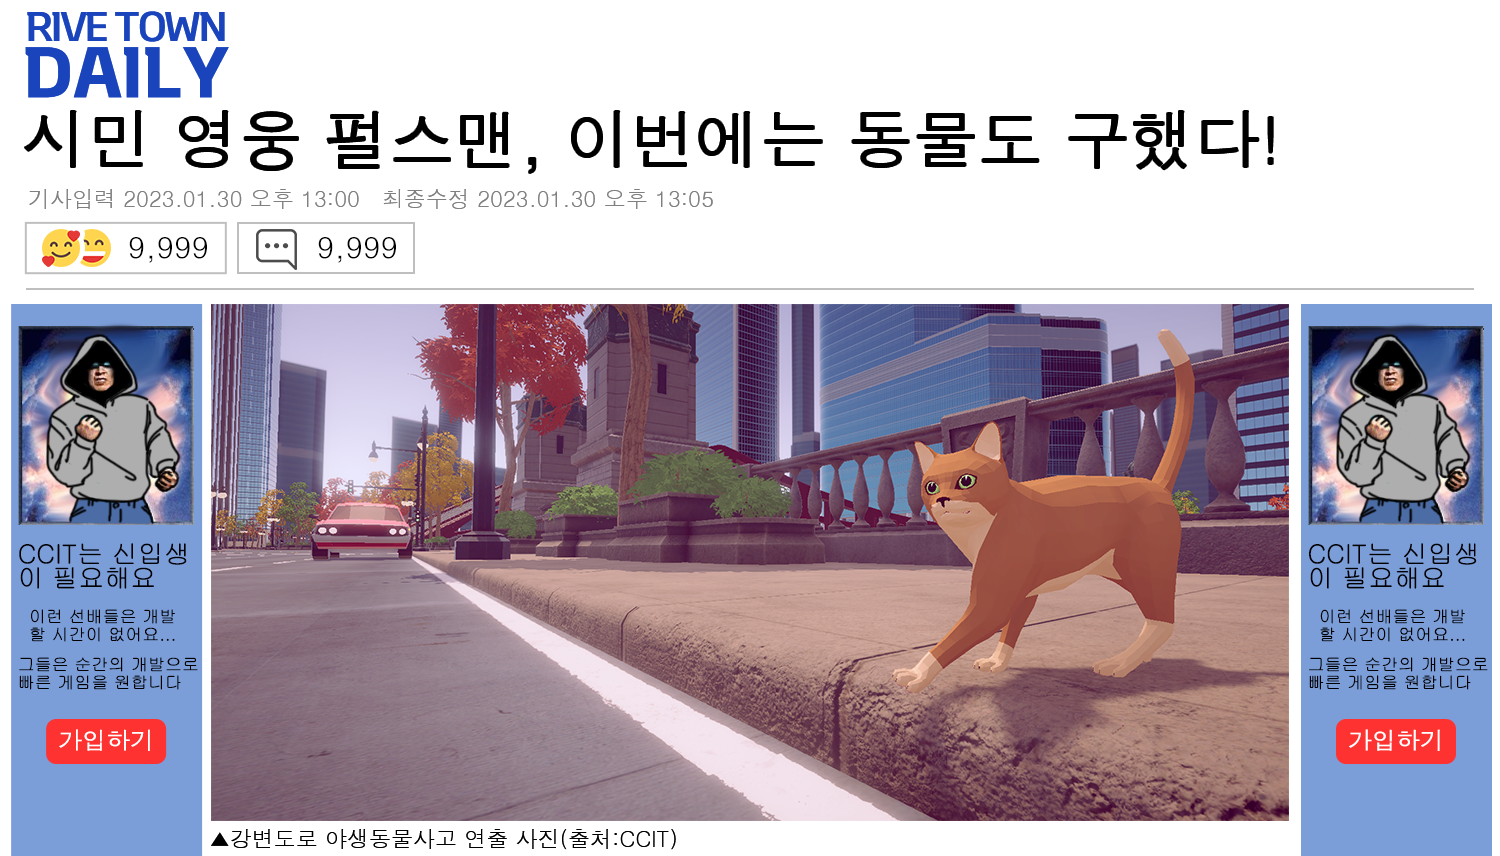 RIVE TOWN
DAILY
시민 영웅 펄스맨, 이번에는 동물도 구했다!
기사입력 2023.01.30 오후 13:00 최종수정 2023.01.30 오후 13:05
9,999 9,999
CCIT는 신입생
이 필요해요
이런 선배들은 개발
할 시간이 없어요...
그들은 순간의 개발으로
빠른 게임을 원합니다
가입하기
▲강변도로 야생동물사고 연출 사진(출처:CCIT)
CCIT는 신입생
이 필요해요
이런 선배들은 개발
할 시간이 없어요...
그들은 순간의 개발으로
빠른 게임을 원합니다
가입하기